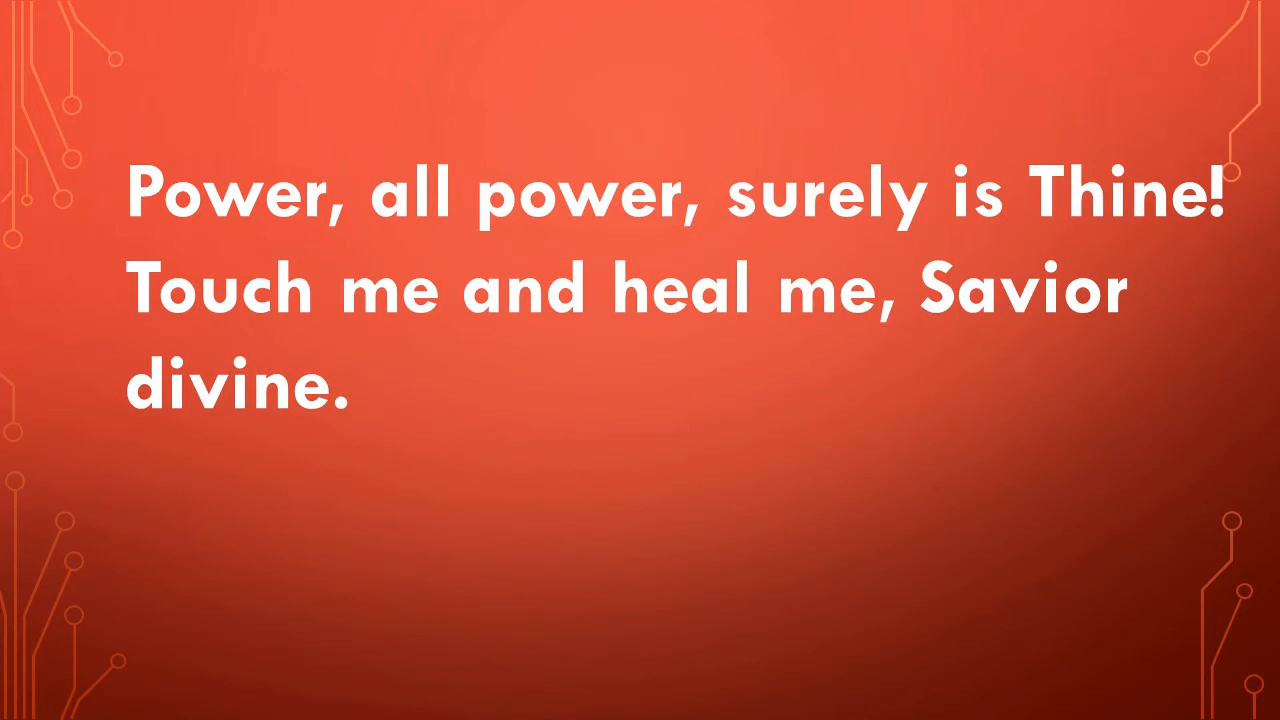 Power, all power, surely is Thine!
Touch me and heal me, Savior
divine.